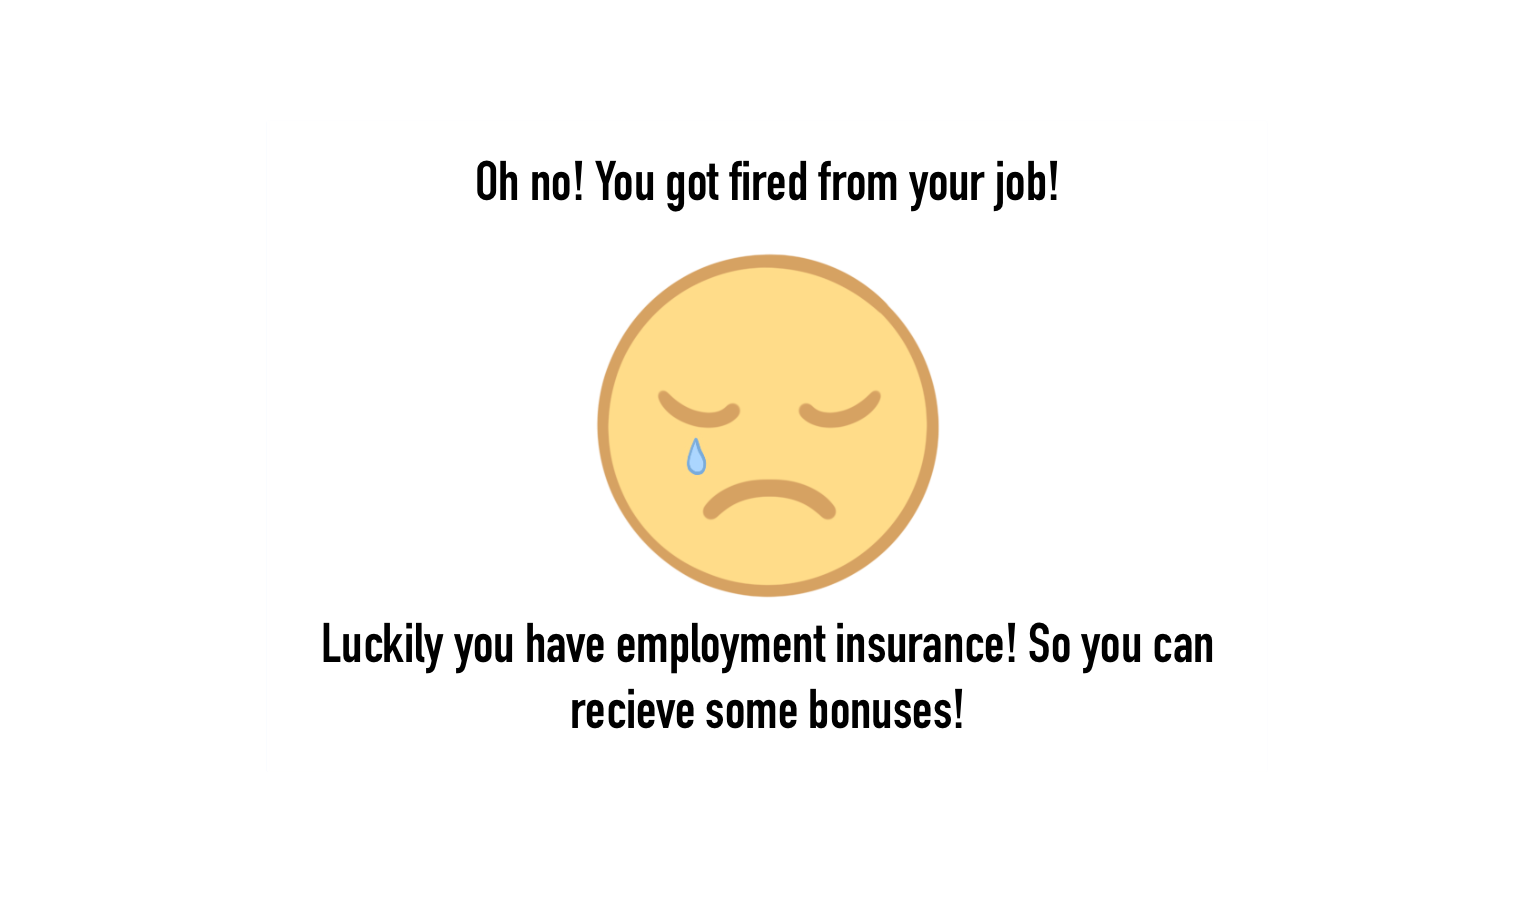 Oh no! You got fired from your job!
Luckily you have employment insurance! So you can
recieve some bonuses!